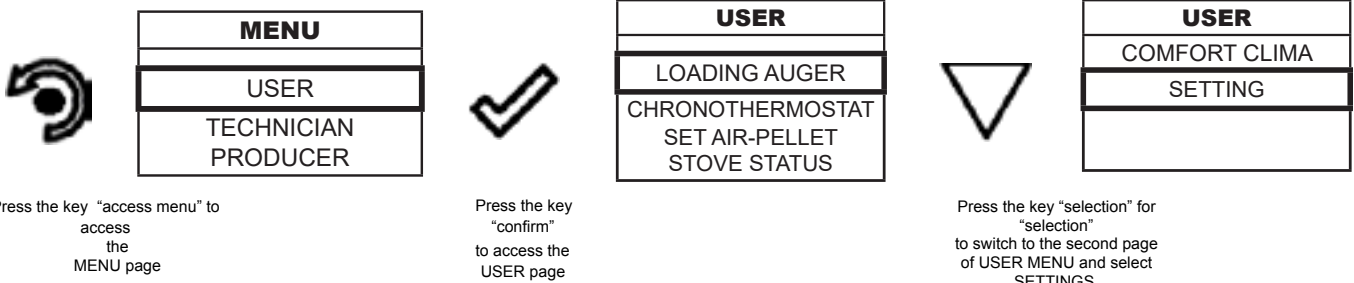 MENU
USER
TECHNICIAN
PRODUCER
Press the key "access menu" to
access
the
MENU page
USER
LOADING AUGER
CHRONOTHERMOSTAT
SET AIR-PELLET
STOVE STATUS
Press the key
"confirm"
to access the
USER page
USER
COMFORT CLIMA
SETTING
Press the key “selection” for
“selection”
to switch to the second page
of USER MENU and select
SETTINGS